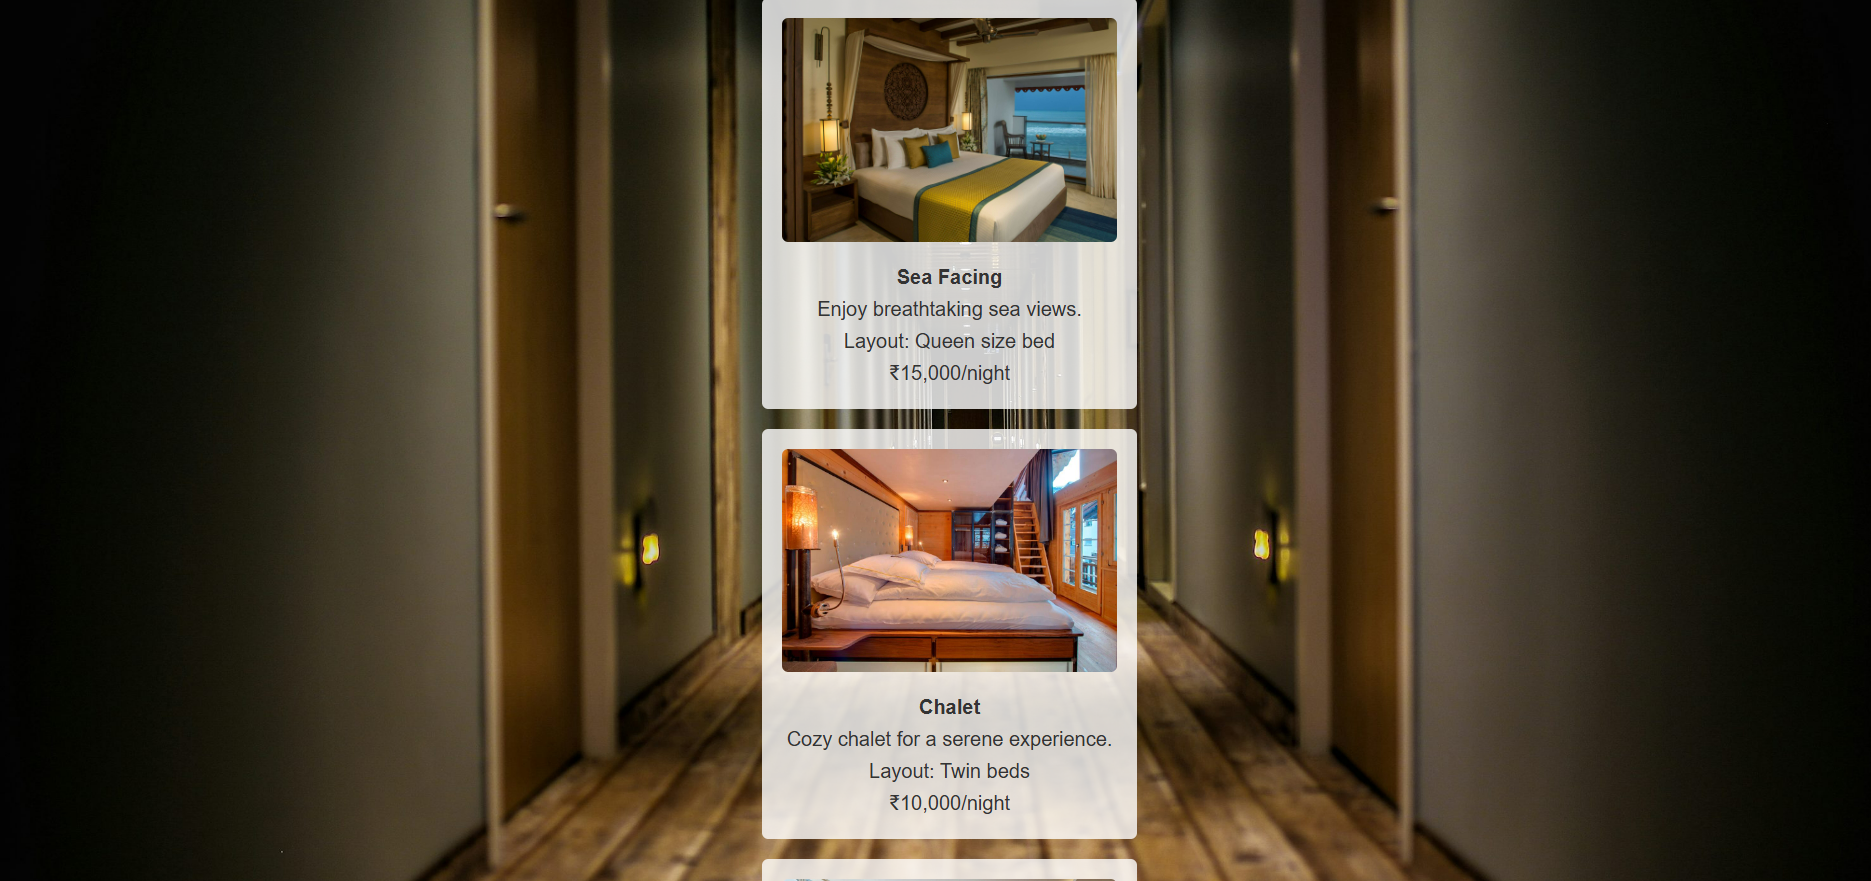 Sea Facing
Enjoy breathtaking sea views.
Layout: Queen size bed
₹15,000/night
Chalet
Cozy chalet for a serene experience.
Layout: Twin beds
₹10,000/night